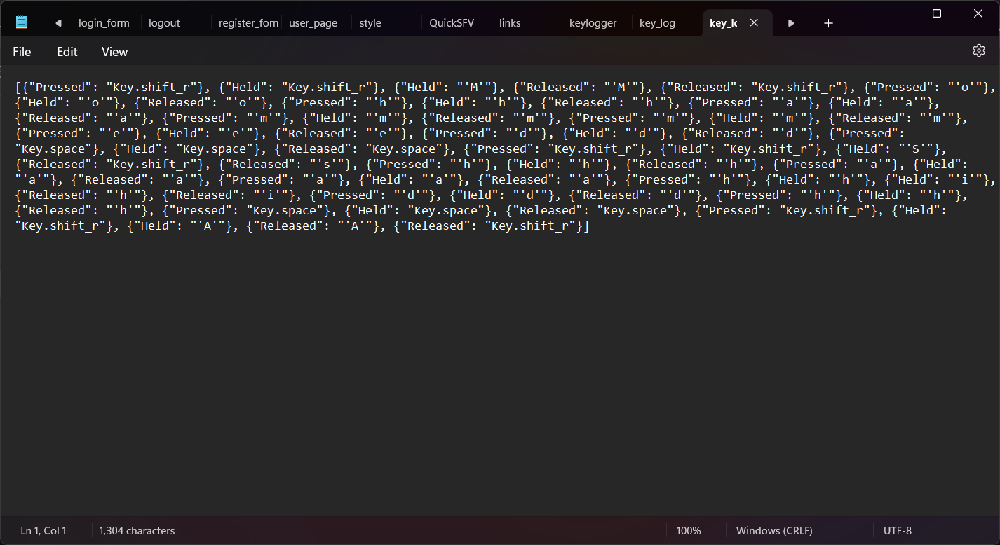 login_form logout register_forn user_page style QuickSFV links keylogger key_log key_lc
File Edit View
[{"Pressed": "Key.shift_r"}, {"Held": "Key.shift_r"}, {"Held": "'M'"}, {"Released": "'M'"}, {"Released": "Key.shift_r"}, {"Pressed": "'o'"},
{"Held": "'o'"}, {"Released": "'o'"}, {"Pressed": "'h'"}, {"Held": "'h'"}, {"Released": "'h'"}, {"Pressed": "'a'"}, {"Held": "'a'"},
{"Released": "'a'"}, {"Pressed": "'m'"}, {"Held": "'m'"}, {"Released": "'m'"}, {"Pressed": "'m'"}, {"Held": "'m'"}, {"Released": "'m'"},
{"Pressed": "'e'"}, {"Held": "'e'"}, {"Released": "'e'"}, {"Pressed": "'d'"}, {"Held": "'d'"}, {"Released": "'d'"}, {"Pressed":
"Key.space"}, {"Held": "Key.space"}, {"Released": "Key.space"}, {"Pressed": "Key.shift_r"}, {"Held": "Key.shift_r"}, {"Held": "'S'"},
{"Released": "Key.shift_r"}, {"Released": "'s'"}, {"Pressed": "'h'"}, {"Held": "'h'"}, {"Released": "'h'"}, {"Pressed": "'a'"}, {"Held":
"'a'"}, {"Released": "'a'"}, {"Pressed": "'a'"}, {"Held": "'a'"}, {"Released": "'a'"}, {"Pressed": "'h'"}, {"Held": "'h'"}, {"Held": "'i'"},
{"Released": "'h'"}, {"Released": "'i'"}, {"Pressed": "'d'"}, {"Held": "'d'"}, {"Released": "'d'"}, {"Pressed": "'h'"}, {"Held": "'h'"},
{"Released": "'h'"}, {"Pressed": "Key.space"}, {"Held": "Key.space"}, {"Released": "Key.space"}, {"Pressed": "Key.shift_r"}, {"Held":
"Key.shift_r"}, {"Held": "'A'"}, {"Released": "'A'"}, {"Released": "Key.shift_r"}]
Ln 1, Col 1 1,304 characters 100% Windows (CRLF) UTF-8